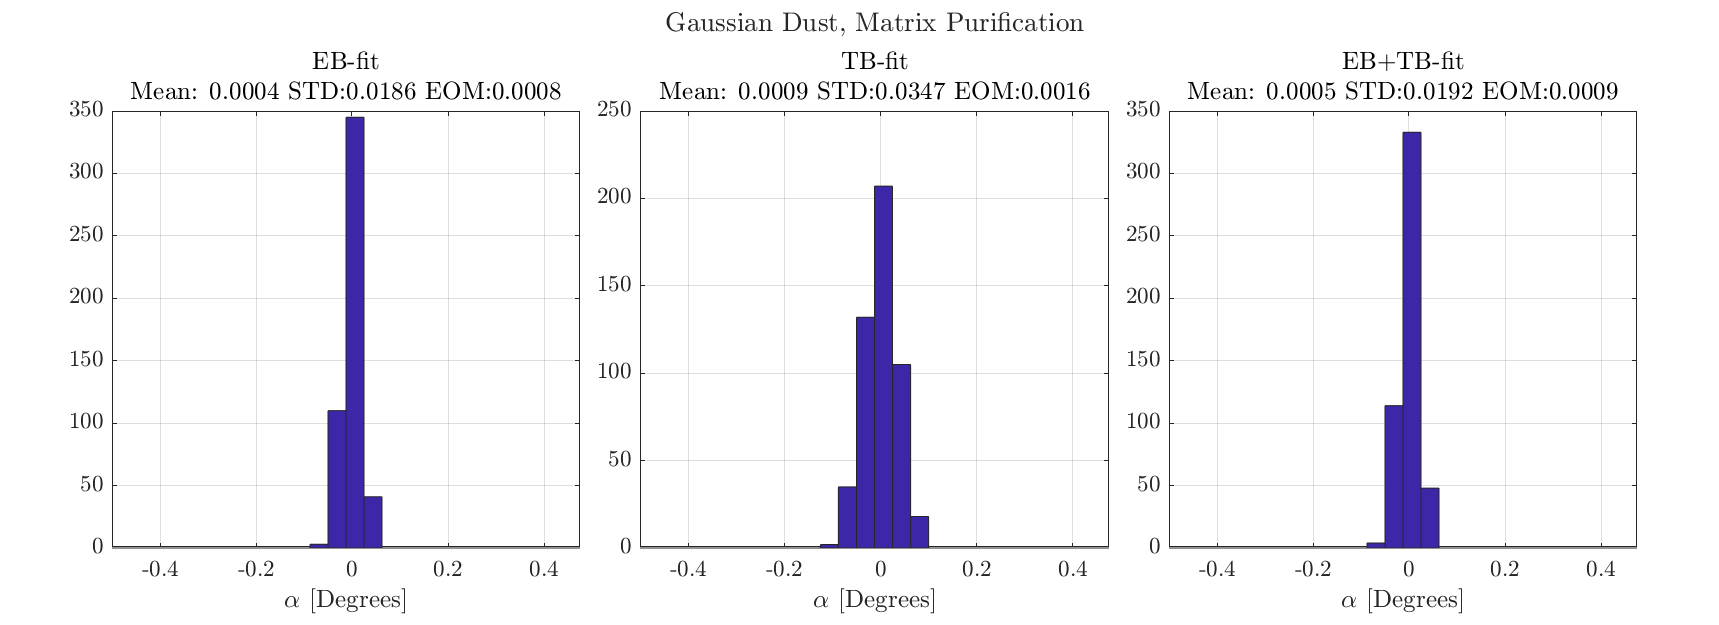 Gaussian Dust, Matrix Purification
EB-fit
Mean: 0.0004 STD:0.0186 EOM:0.0008
350
300
250
200
150
100
50
0
-0.4 -0.2 0 0.2 0.4
α [Degrees]
TB-fit
Mean: 0.0009 STD:0.0347 EOM:0.0016
250
200
150
100
50
0
-0.4 -0.2 0 0.2 0.4
α [Degrees]
EB+TB-fit
Mean: 0.0005 STD:0.0192 EOM:0.0009
350
300
250
200
150
100
50
0
-0.4 -0.2 0 0.2 0.4
α [Degrees]